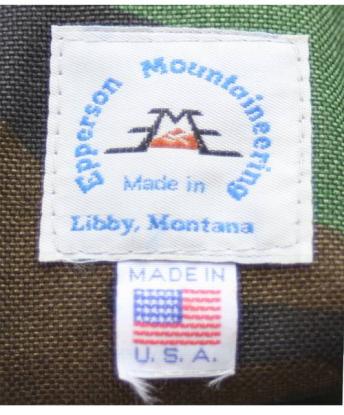 Epperson Mountaineering
Made in
Libby, Montana
MADE IN
U.S.A.